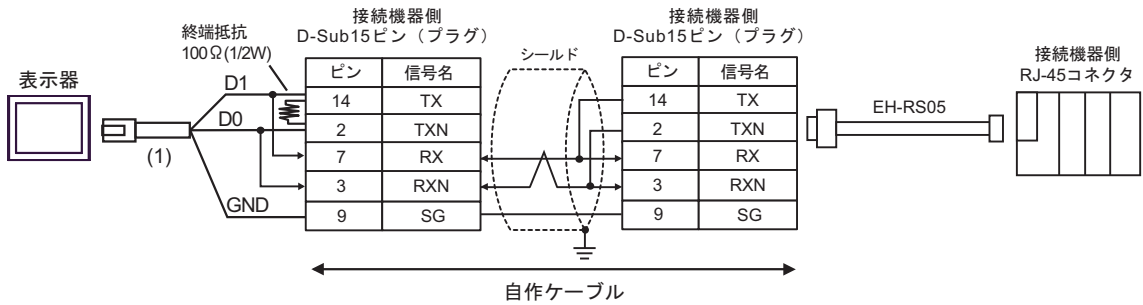 表示器
(1)
D1
D0
GND
終端抵抗
100Ω(1/2W)
接続機器側
D-Sub15ピン（プラグ）
ピン 信号名
14 TX
2 TXN
7 RX
3 RXN
9 SG
シールド
接続機器側
D-Sub15ピン（プラグ）
ピン 信号名
14 TX
2 TXN
7 RX
3 RXN
9 SG
EH-RS05
接続機器側
RJ-45コネクタ
自作ケーブル